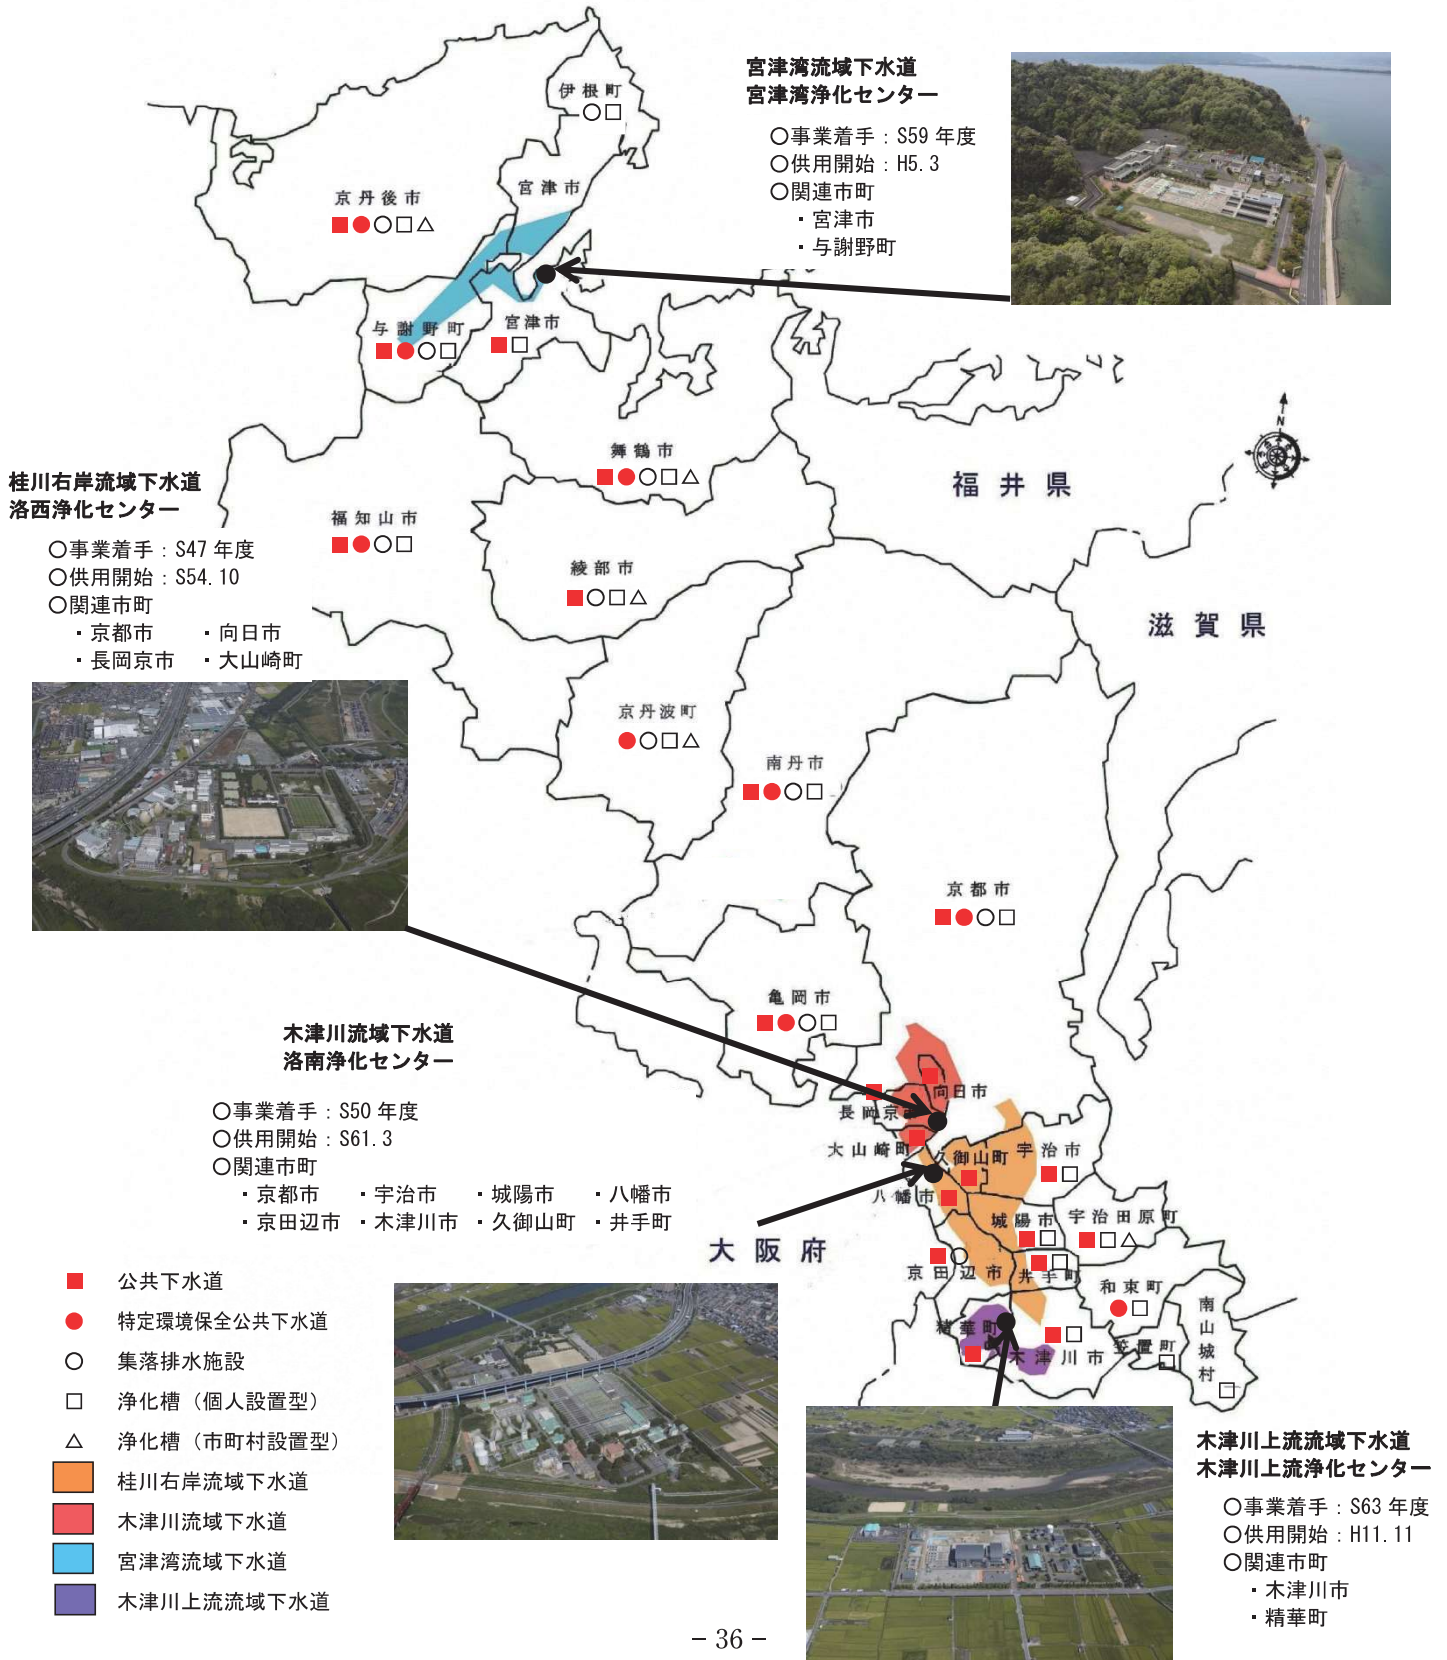 宮津湾流域下水道
宮津湾浄化センター
○事業着手：S59 年度
○供用開始：H5.3
○関連市町
・宮津市
・与謝野町
伊根町
宮津市
京丹後市
与謝野町
宮津市
舞鶴市
福井県
N
桂川右岸流域下水道
洛西浄化センター
○事業着手：S47 年度
○供用開始：S54.10
○関連市町
・京都市 ・向日市
・長岡京市 ・大山崎町
福知山市
綾部市
滋賀県
京丹波町
南丹市
京都市
亀岡市
木津川流域下水道
洛南浄化センター
○事業着手：S50 年度
○供用開始：S61.3
○関連市町
・京都市 ・宇治市 ・城陽市 ・八幡市
・京田辺市 ・木津川市 ・久御山町 ・井手町
向日市
長岡京市
大山崎町
久御山町
宇治市
八幡市
城陽市
宇治田原町
大阪府
京田辺市
井手町
和束町
南山城村
精華町
木津川市
笠置町
公共下水道
特定環境保全公共下水道
集落排水施設
浄化槽（個人設置型）
浄化槽（市町村設置型）
桂川右岸流域下水道
木津川流域下水道
宮津湾流域下水道
木津川上流流域下水道
木津川上流流域下水道
木津川上流浄化センター
○事業着手：S63 年度
○供用開始：H11.11
○関連市町
・木津川市
・精華町
－ 36 －